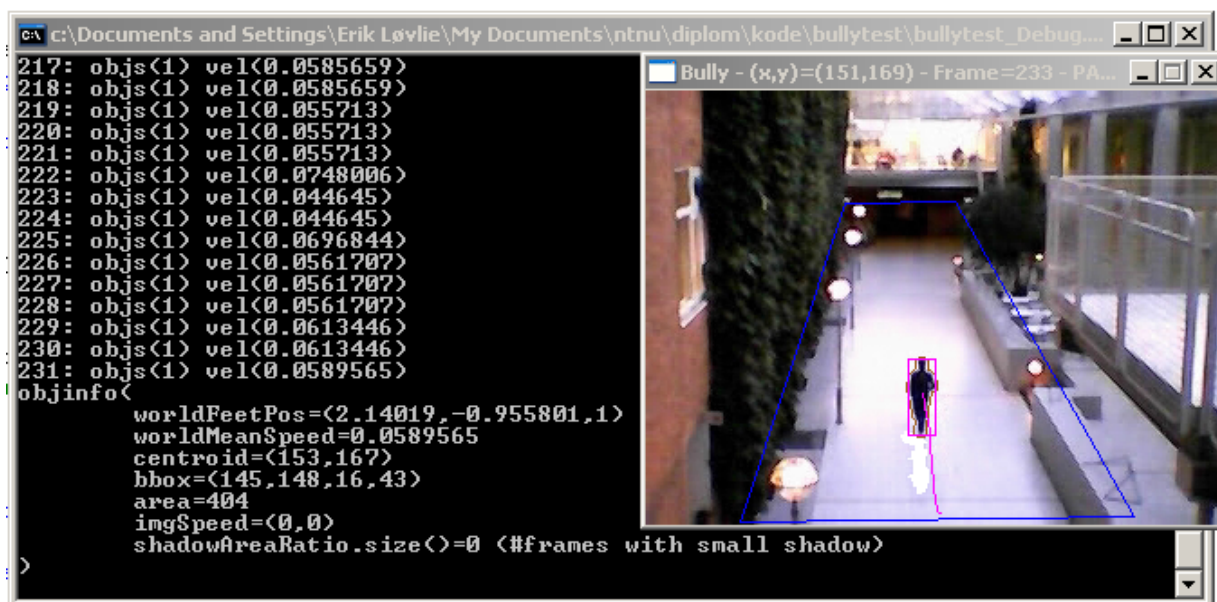 c:\Documents and Settings\Erik Løvlie\My Documents\ntnu\diplom\kode\bullytest\bullytest_Debug....
217: objs(1) vel(0.0585659)
218: objs(1) vel(0.0585659)
219: objs(1) vel(0.055713)
220: objs(1) vel(0.055713)
221: objs(1) vel(0.055713)
222: objs(1) vel(0.0748006)
223: objs(1) vel(0.044645)
224: objs(1) vel(0.044645)
225: objs(1) vel(0.0696844)
226: objs(1) vel(0.0561707)
227: objs(1) vel(0.0561707)
228: objs(1) vel(0.0561707)
229: objs(1) vel(0.0613446)
230: objs(1) vel(0.0613446)
231: objs(1) vel(0.0589565)
objinfo(
worldFeetPos=(2.14019,-0.955801,1)
worldMeanSpeed=0.0589565
centroid=(153,167)
bbox=(145,148,16,43)
area=404
imgSpeed=(0,0)
shadowAreaRatio.size()=0 (#frames with small shadow)
)
Bully - (x,y)=(151,169) - Frame=233 - PA...